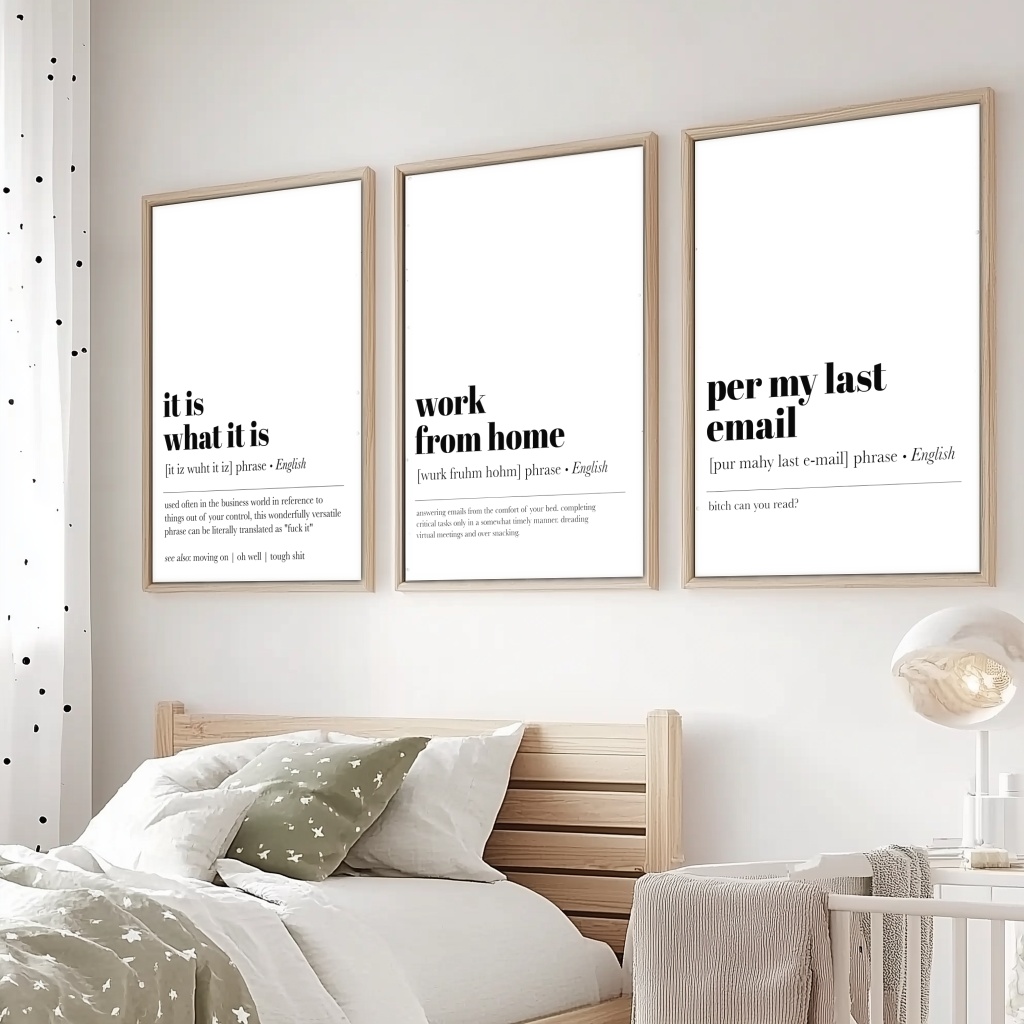 it is
what it is
[it iz wuht it iz] phrase • English
used often in the business world in reference to
things out of your control, this wonderfully versatile
phrase can be literally translated as "fuck it"
see also: moving on | oh well | tough shit
work
from home
[wurk fruhm hohm] phrase • English
answering emails from the comfort of your bed. completing
critical tasks only in a somewhat timely manner. dreading
virtual meetings and over snacking.
per my last
email
[pur mahy last e-mail] phrase • English
bitch can you read?